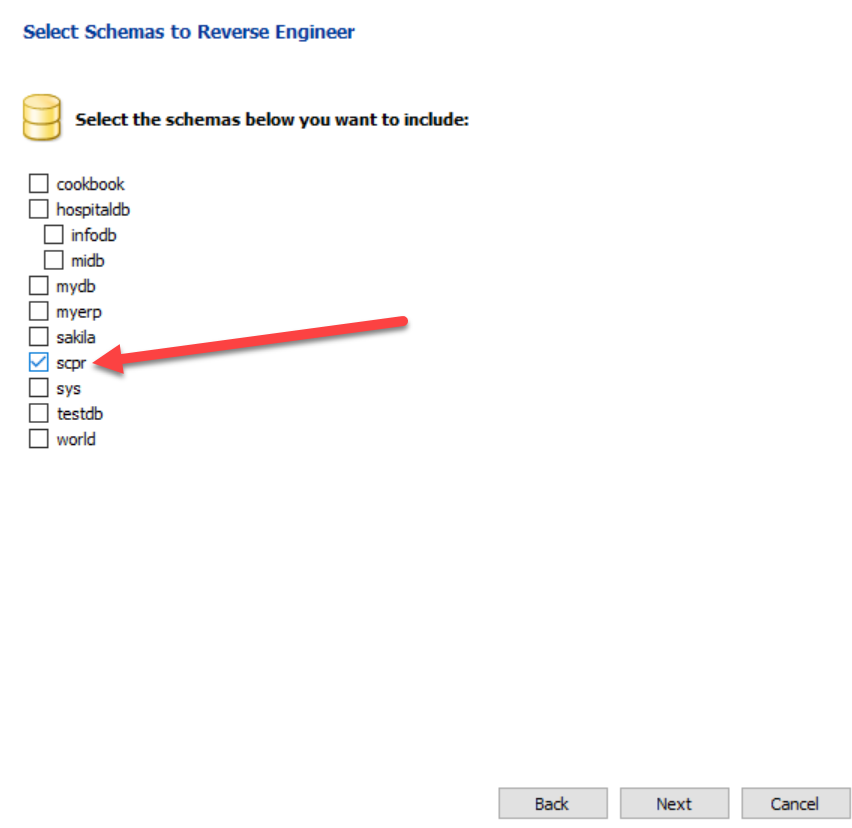 Select Schemas to Reverse Engineer
Select the schemas below you want to include:
cookbook
hospitaldb
infodb
midb
mydb
myerp
sakila
scpr
sys
testdb
world
Back Next Cancel